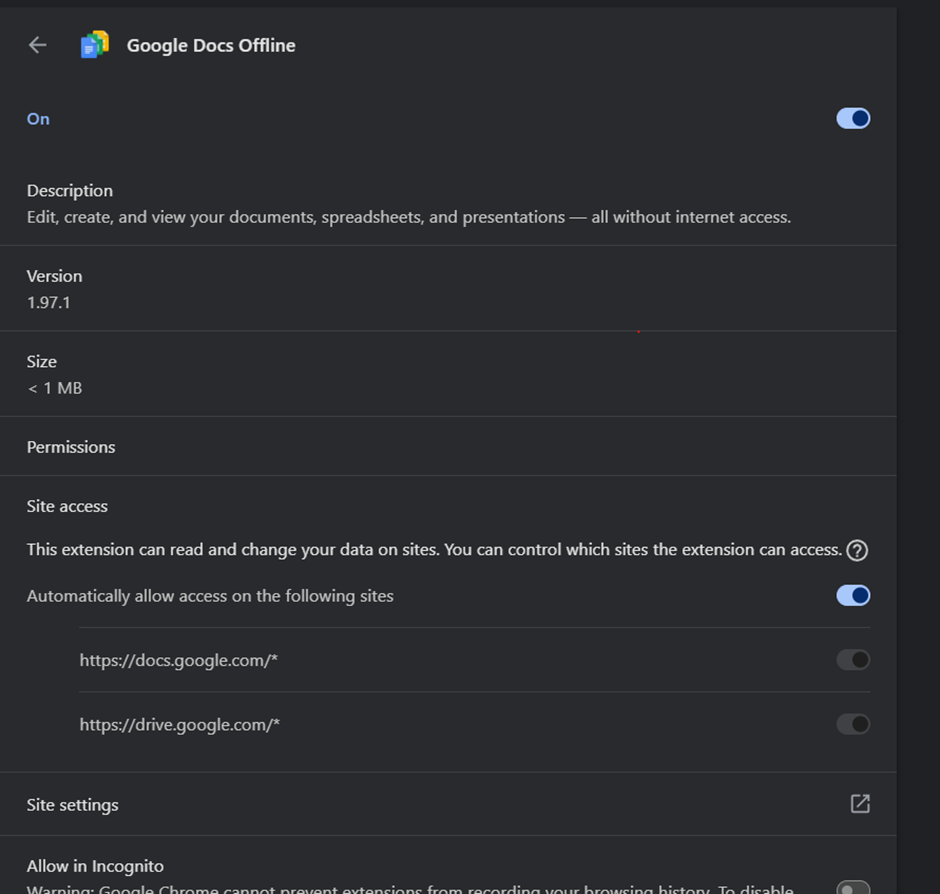 Google Docs Offline
On
Description
Edit, create, and view your documents, spreadsheets, and presentations — all without internet access.
Version
1.97.1
Size
< 1 MB
Permissions
Site access
This extension can read and change your data on sites. You can control which sites the extension can access.
Automatically allow access on the following sites
https://docs.google.com/*
https://drive.google.com/*
Site settings
Allow in Incognito
Warning: Google Chrome cannot prevent extensions from recording your browsing history. To disable